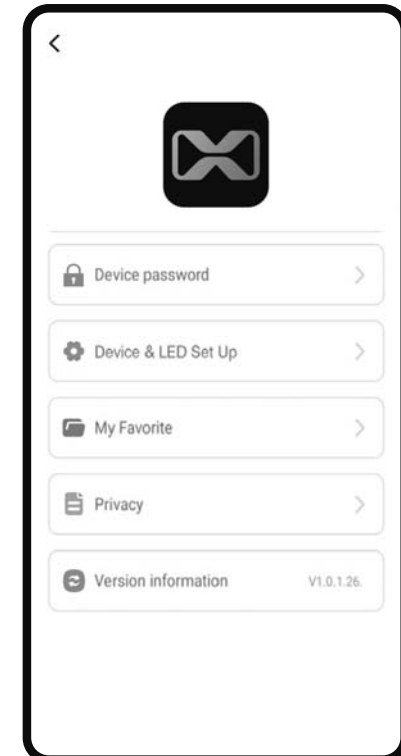 Device password
Device & LED Set Up
My Favorite
Privacy
Version information V1.0.1.26.